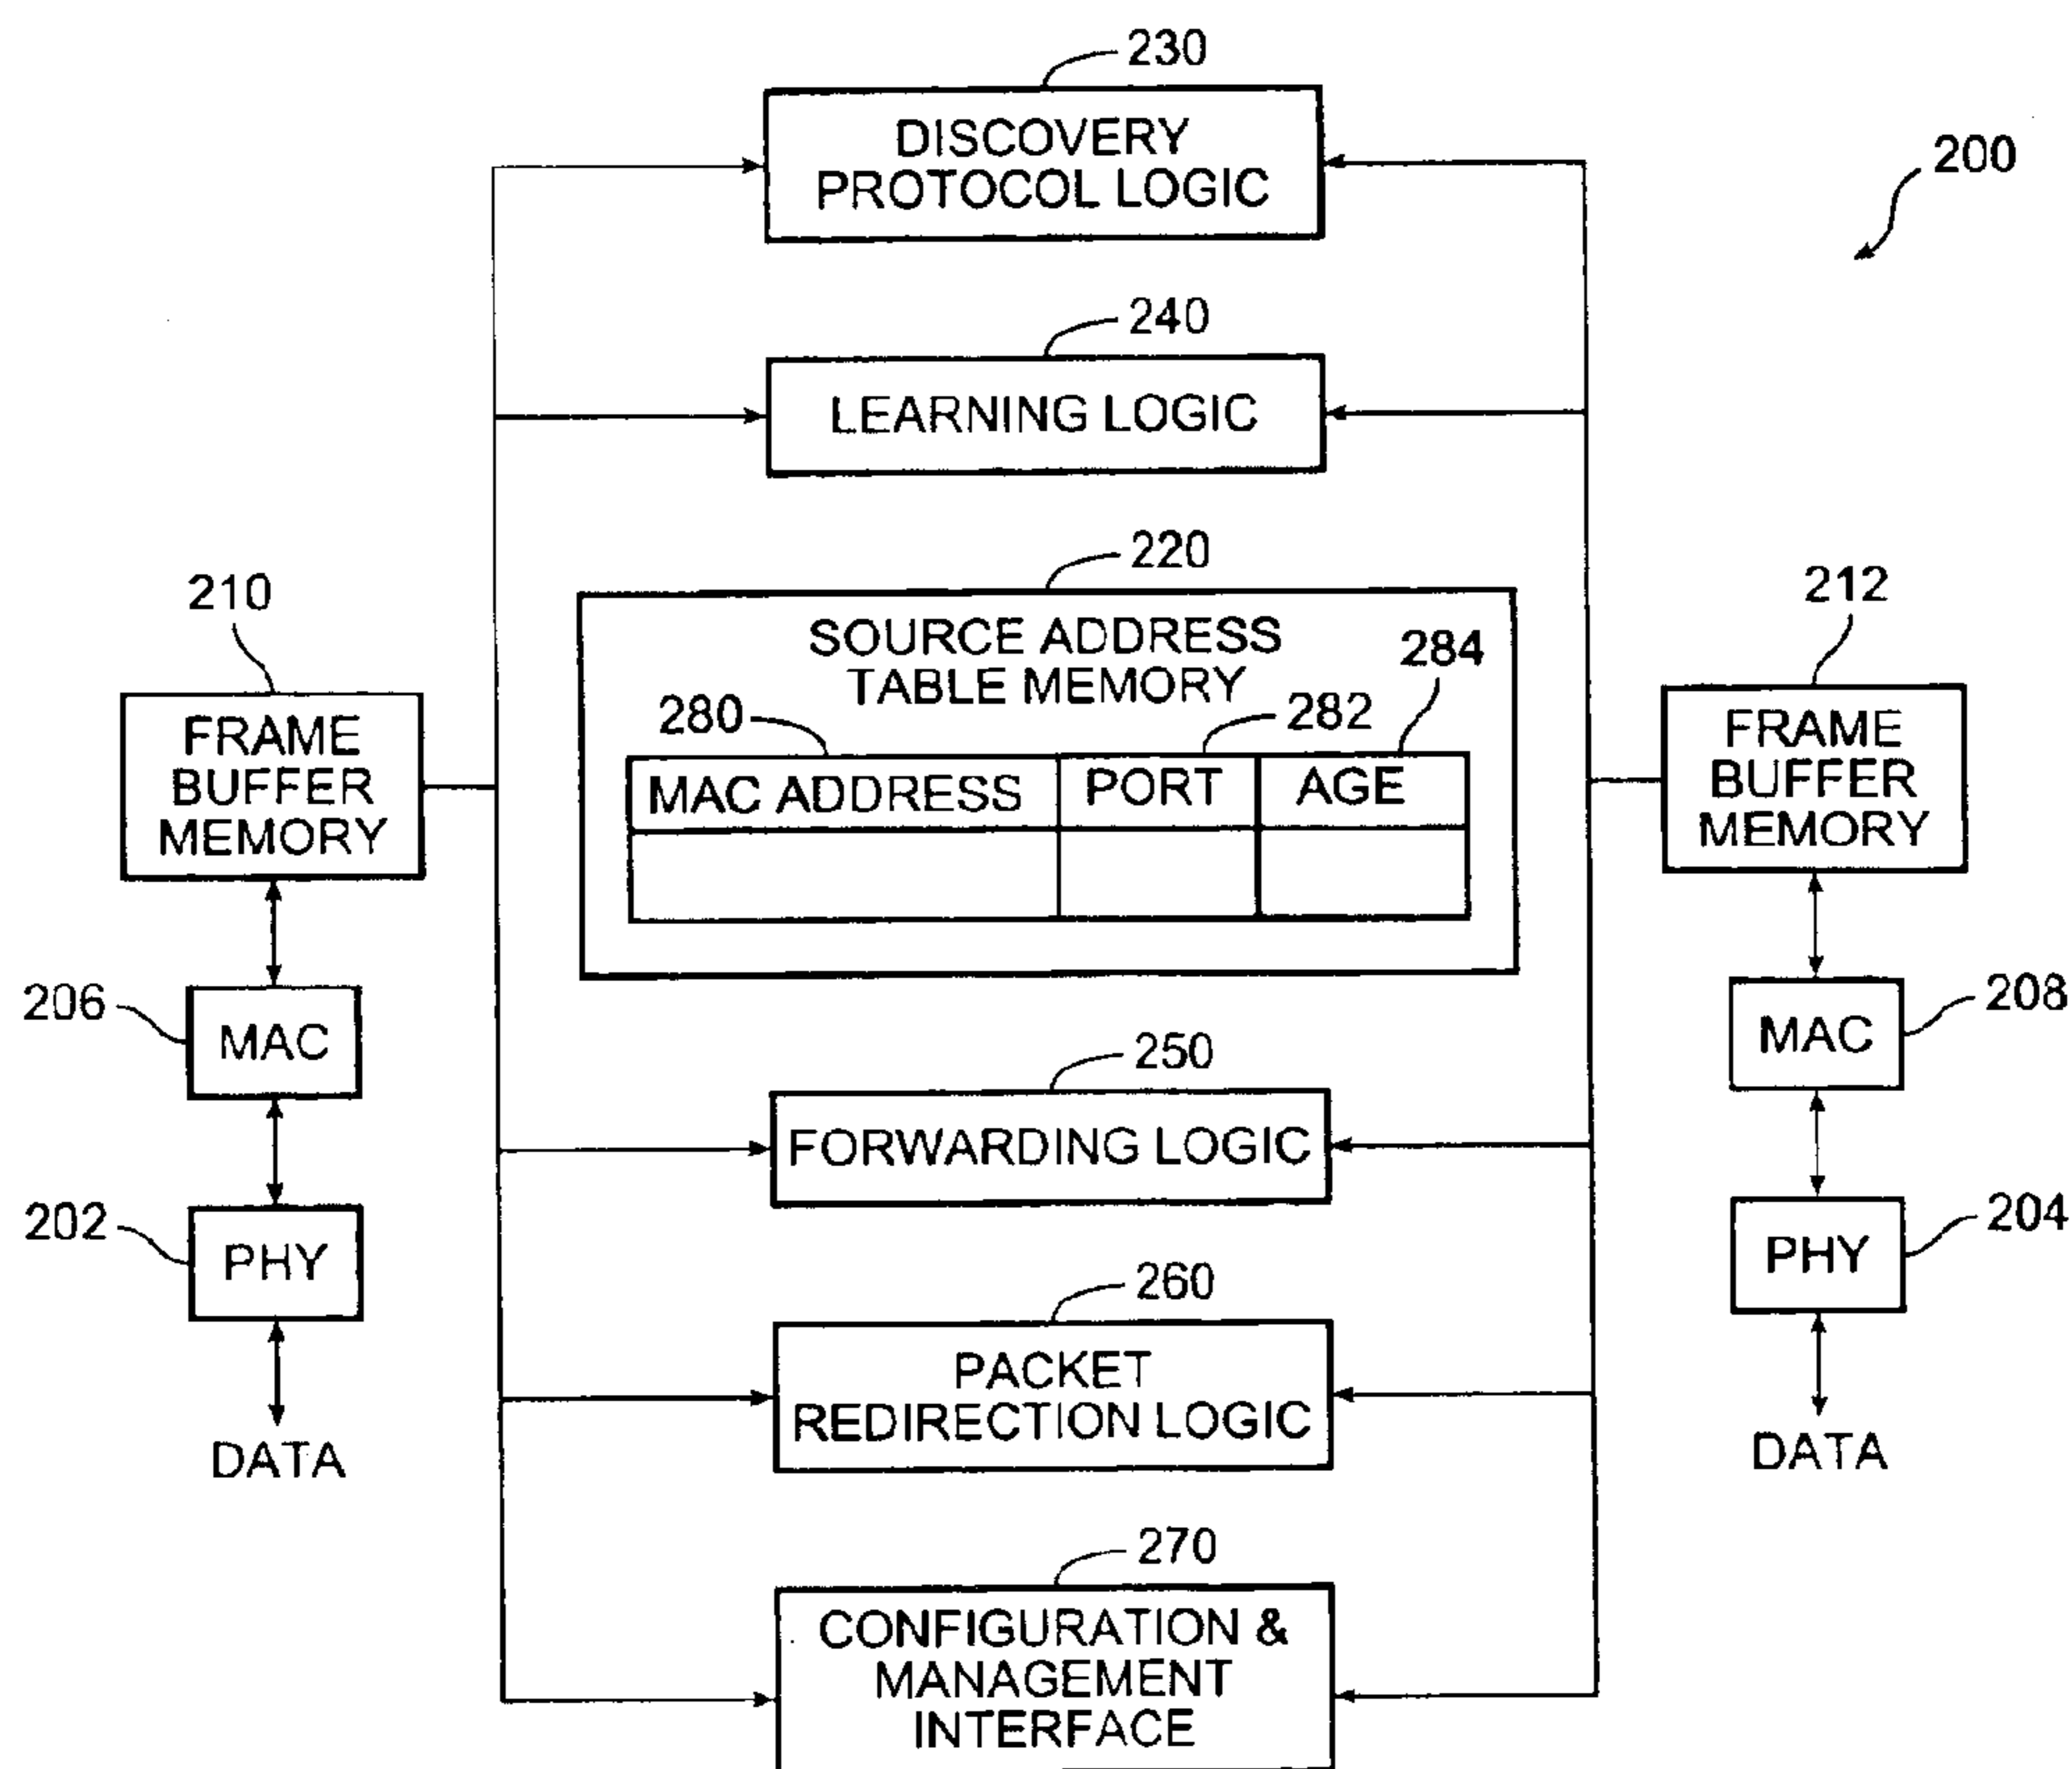 230
DISCOVERY
PROTOCOL LOGIC
200
240
LEARNING LOGIC
220
SOURCE ADDRESS
TABLE MEMORY
284
280
282
MAC ADDRESS
PORT
AGE
210
FRAME
BUFFER
MEMORY
212
FRAME
BUFFER
MEMORY
206
MAC
208
MAC
250
FORWARDING LOGIC
202
PHY
204
PHY
260
PACKET
REDIRECTION LOGIC
DATA
DATA
270
CONFIGURATION &
MANAGEMENT
INTERFACE